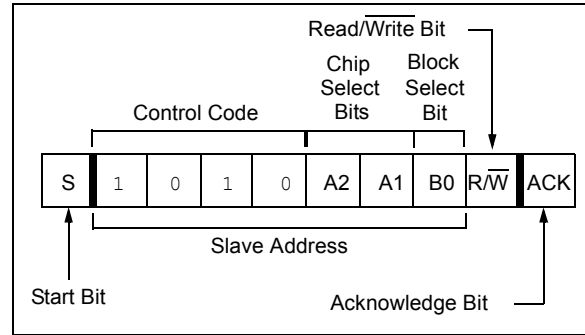 Read/Write Bit
Chip Select Bits
Block Select Bit
Control Code
S 1 0 1 0 A2 A1 B0 R/W ACK
Slave Address
Start Bit
Acknowledge Bit